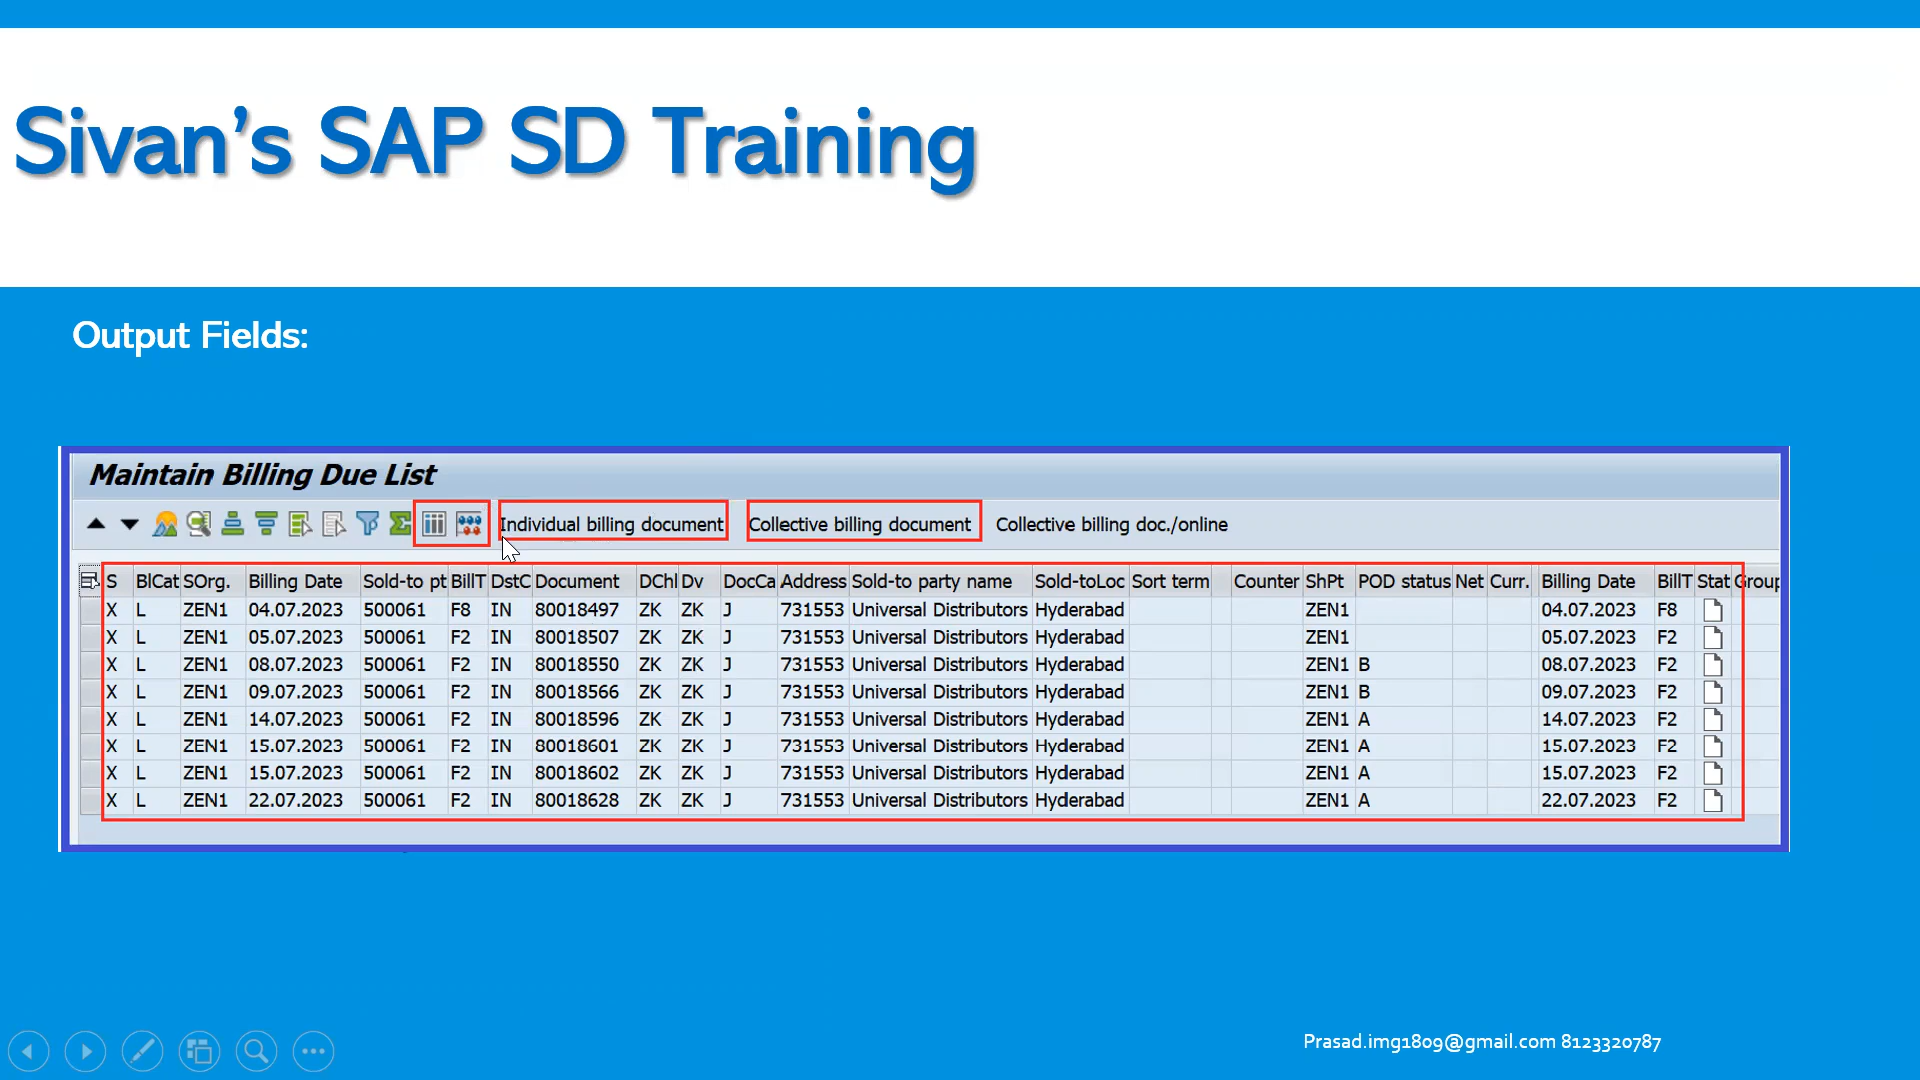 Sivan's SAP SD Training
Output Fields:
Maintain Billing Due List
Individual billing document Collective billing document Collective billing doc./online
S BlCat SOrg. Billing Date Sold-to pt BillT DstC Document DChl Dv DocCa Address Sold-to party name Sold-toLoc Sort term Counter ShPt POD status Net Curr. Billing Date BillT Stat Group
X L ZEN1 04.07.2023 500061 F8 IN 80018497 ZK ZK J 731553 Universal Distributors Hyderabad ZEN1 04.07.2023 F8
X L ZEN1 05.07.2023 500061 F2 IN 80018507 ZK ZK J 731553 Universal Distributors Hyderabad ZEN1 05.07.2023 F2
X L ZEN1 08.07.2023 500061 F2 IN 80018550 ZK ZK J 731553 Universal Distributors Hyderabad ZEN1 B 08.07.2023 F2
X L ZEN1 09.07.2023 500061 F2 IN 80018566 ZK ZK J 731553 Universal Distributors Hyderabad ZEN1 B 09.07.2023 F2
X L ZEN1 14.07.2023 500061 F2 IN 80018596 ZK ZK J 731553 Universal Distributors Hyderabad ZEN1 A 14.07.2023 F2
X L ZEN1 15.07.2023 500061 F2 IN 80018601 ZK ZK J 731553 Universal Distributors Hyderabad ZEN1 A 15.07.2023 F2
X L ZEN1 15.07.2023 500061 F2 IN 80018602 ZK ZK J 731553 Universal Distributors Hyderabad ZEN1 A 15.07.2023 F2
X L ZEN1 22.07.2023 500061 F2 IN 80018628 ZK ZK J 731553 Universal Distributors Hyderabad ZEN1 A 22.07.2023 F2
Prasad.img1809@gmail.com 8123320787